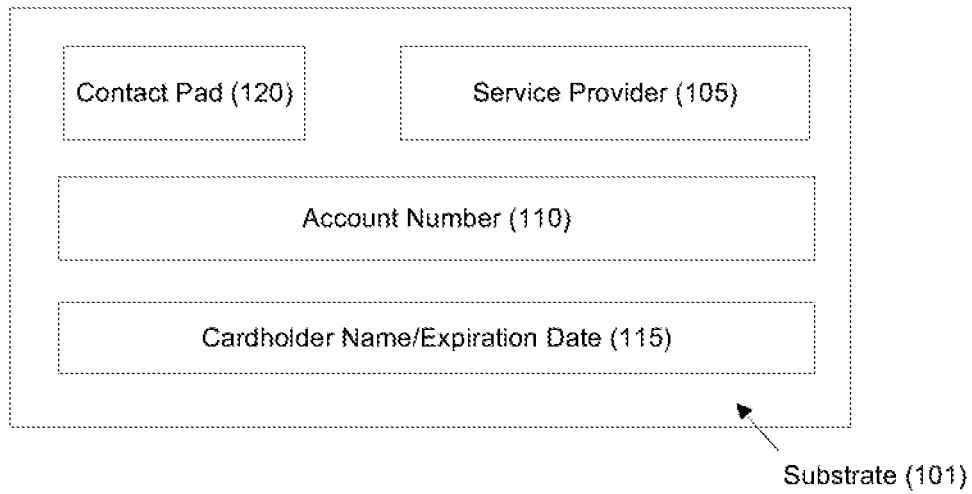 Contact Pad (120)
Service Provider (105)
Account Number (110)
Cardholder Name/Expiration Date (115)
Substrate (101)